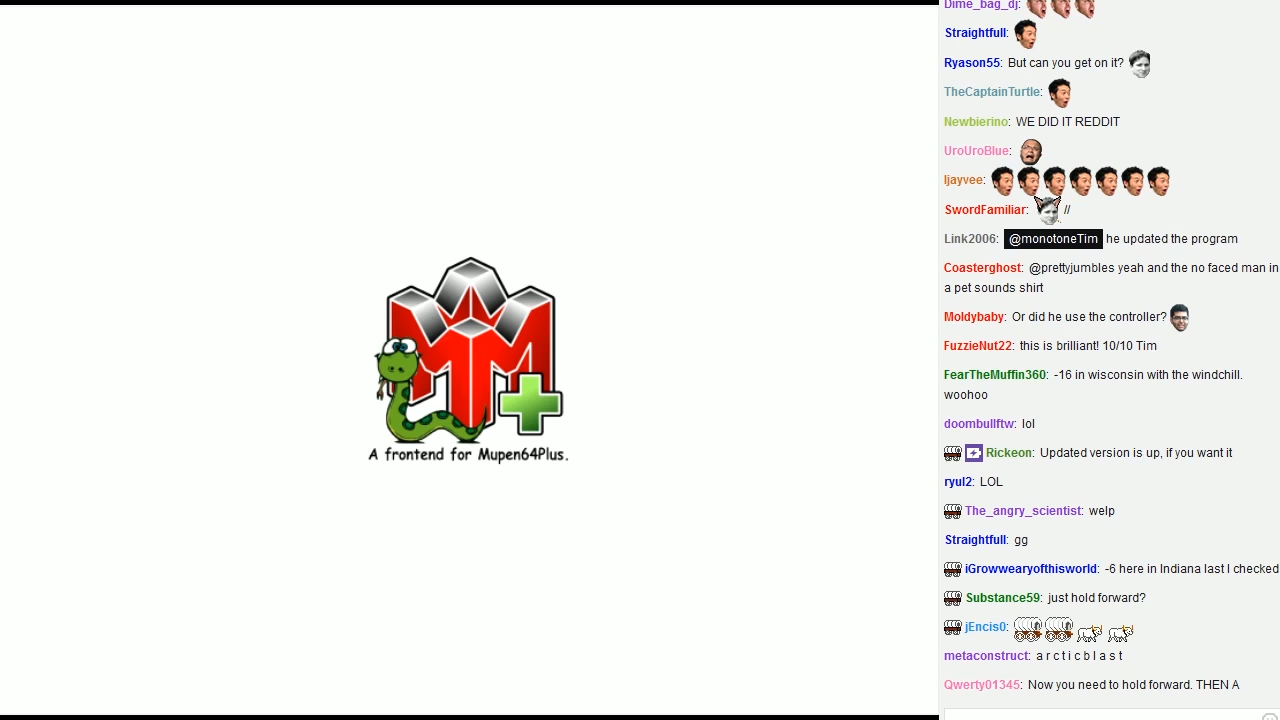 A frontend for Mupen64Plus.
Dime_bag_dj:
Straightfull:
Ryason55: But can you get on it?
TheCaptainTurtle:
Newbierino: WE DID IT REDDIT
UroUroBlue:
ljayvee:
SwordFamiliar: //
Link2006: @monotoneTim he updated the program
Coasterghost: @prettyjumbles yeah and the no faced man in
a pet sounds shirt
Moldybaby: Or did he use the controller?
FuzzieNut22: this is brilliant! 10/10 Tim
FearTheMuffin360: -16 in wisconsin with the windchill.
woohoo
doombullftw: lol
Rickeon: Updated version is up, if you want it
ryul2: LOL
The_angry_scientist: welp
Straightfull: gg
iGrowwearyofthisworld: -6 here in Indiana last I checked
Substance59: just hold forward?
jEncis0:
metaconstruct: a r c t i c b l a s t
Qwerty01345: Now you need to hold forward. THEN A